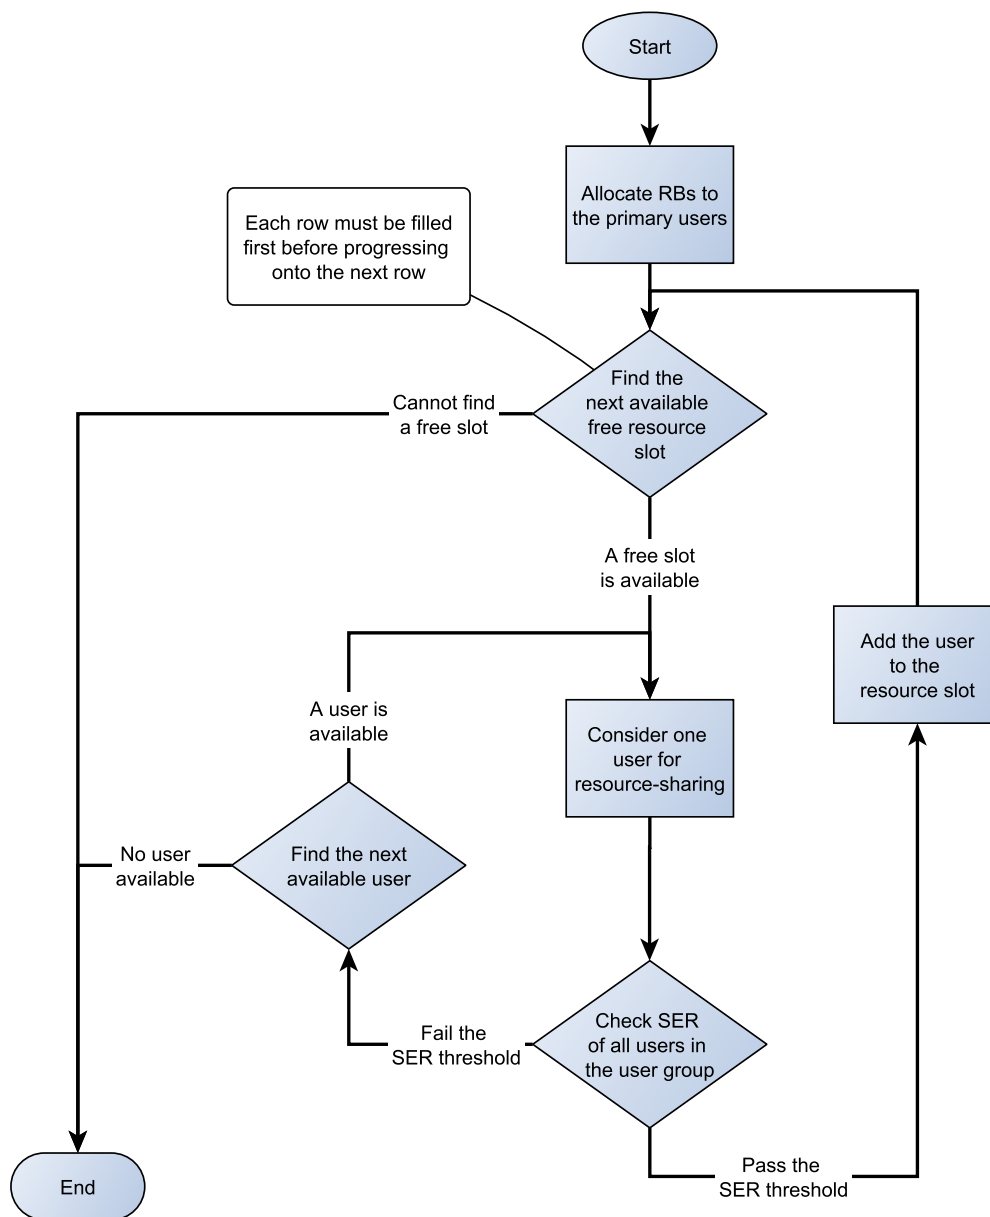 Start
Allocate RBs to
the primary users
Each row must be filled
first before progressing
onto the next row
Find the
next available
free resource
slot
Cannot find
a free slot
A free slot
is available
Add the user
to the
resource slot
A user is
available
Consider one
user for
resource-sharing
No user
available
Find the next
available user
Fail the
SER threshold
Check SER
of all users in
the user group
Pass the
SER threshold
End